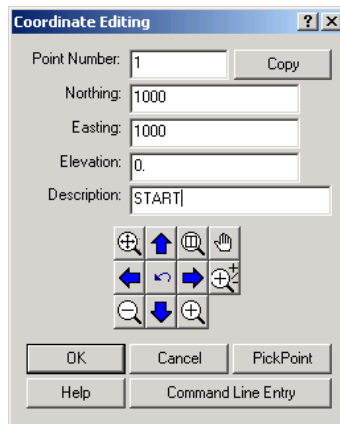 Coordinate Editing
Point Number: 1 Copy
Northing: 1000
Easting: 1000
Elevation: 0.
Description: START
OK Cancel PickPoint
Help Command Line Entry